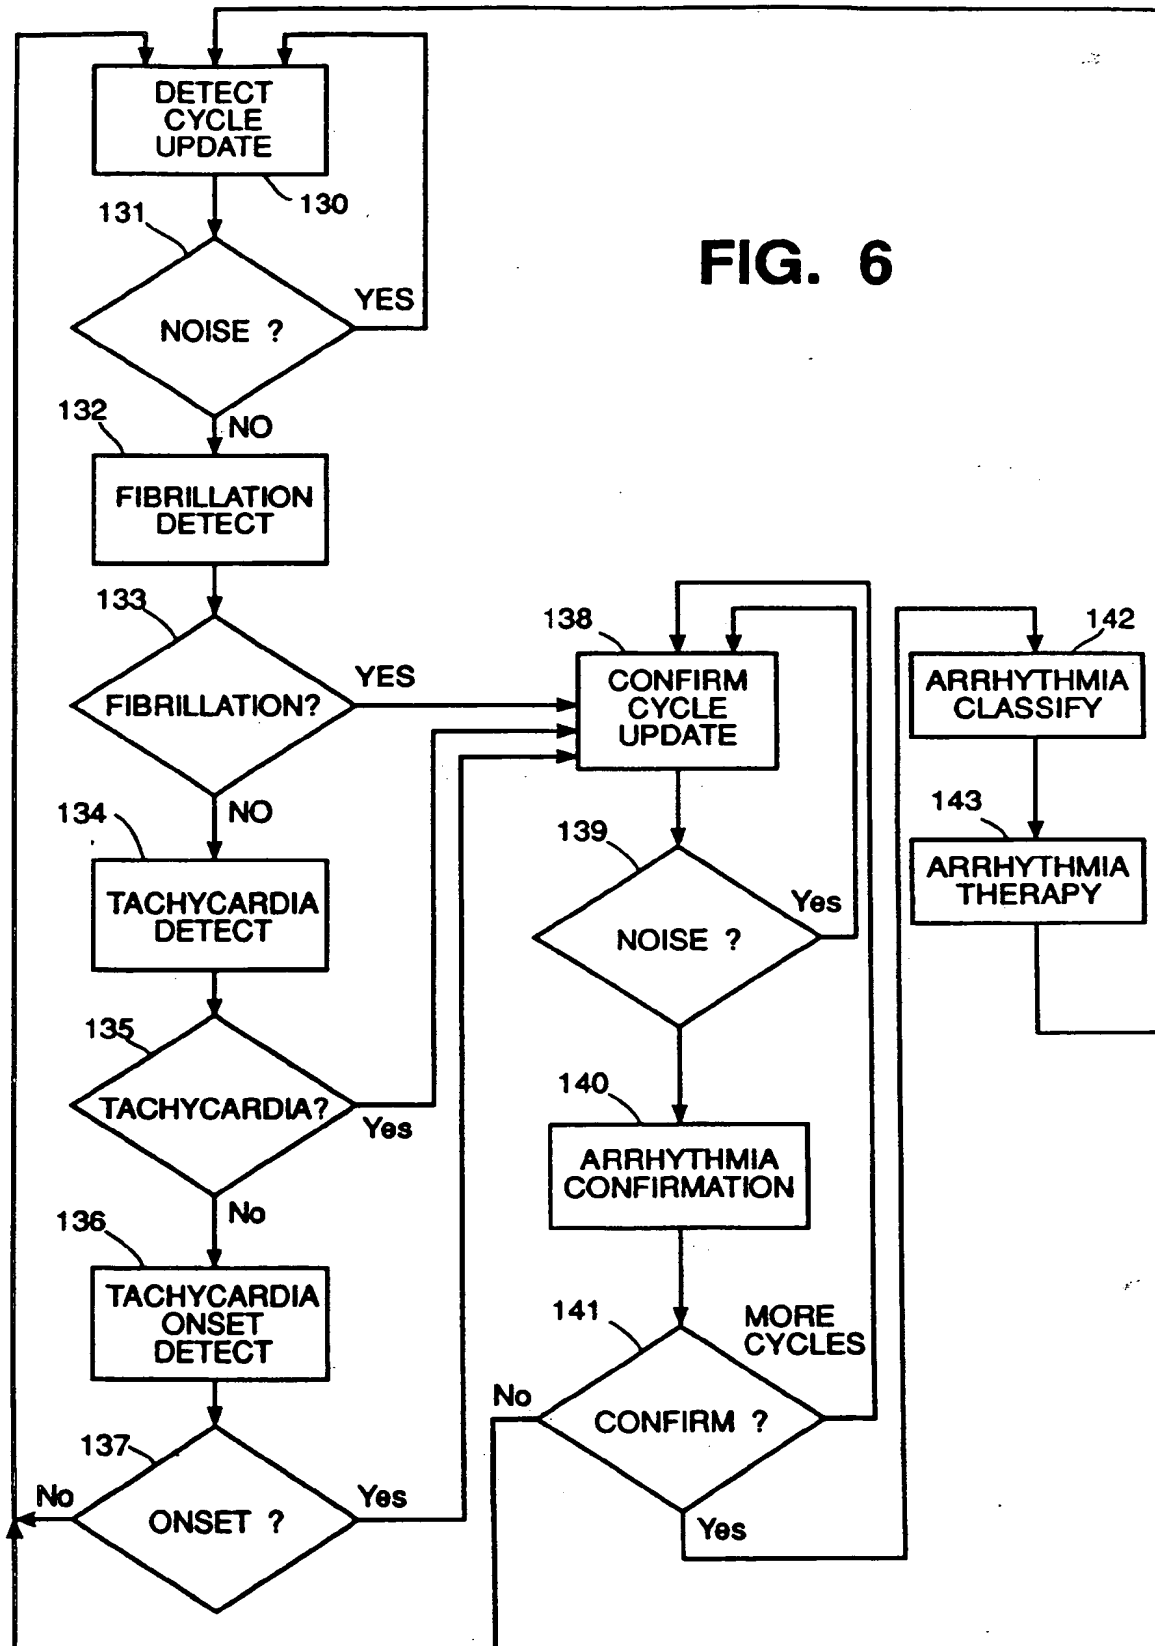 DETECT
CYCLE
UPDATE
130
131
FIG. 6
YES
NOISE ?
132
NO
FIBRILLATION
DETECT
133
YES
FIBRILLATION?
NO
134
TACHYCARDIA
DETECT
135
TACHYCARDIA?
Yes
No
136
TACHYCARDIA
ONSET
DETECT
137
No
Yes
ONSET ?
138
CONFIRM
CYCLE
UPDATE
139
Yes
NOISE ?
140
ARRHYTHMIA
CONFIRMATION
141
MORE
CYCLES
No
CONFIRM ?
Yes
142
ARRHYTHMIA
CLASSIFY
143
ARRHYTHMIA
THERAPY